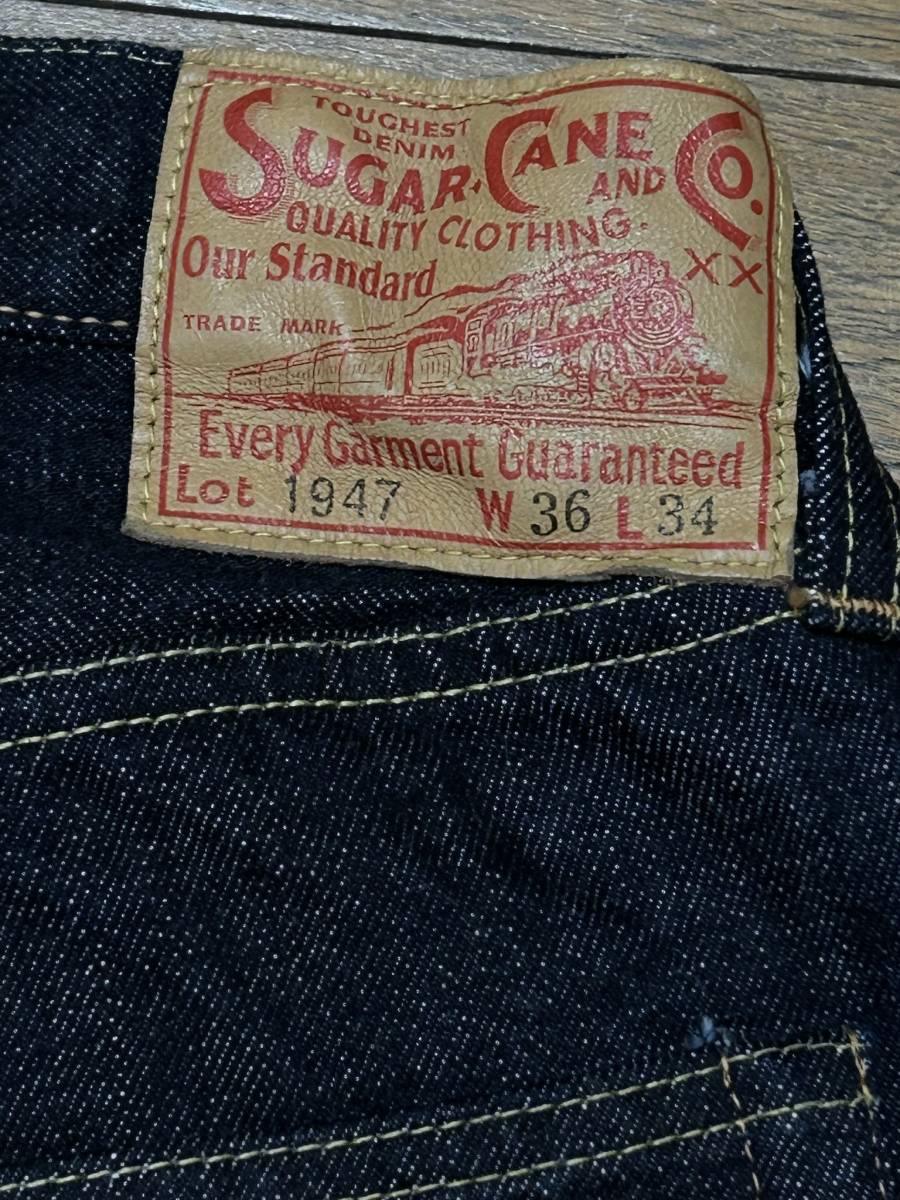 TOUGHEST
DENIM
SUGAR·CANE AND CO.
QUALITY CLOTHING·
Our Standard XX
TRADE MARK
Every Garment Guaranteed
Lot 1947 W 36 L 34